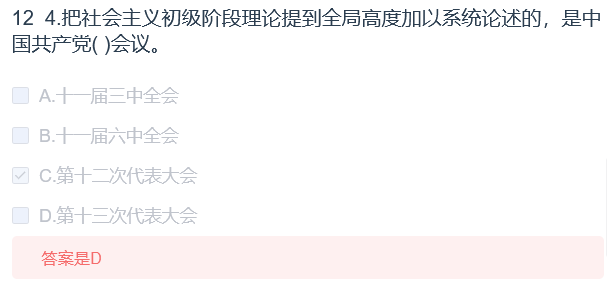 12 4.把社会主义初级阶段理论提到全局高度加以系统论述的，是中
国共产党( )会议。
A.十一届三中全会
B.十一届六中全会
C.第十二次代表大会
D.第十三次代表大会
答案是D